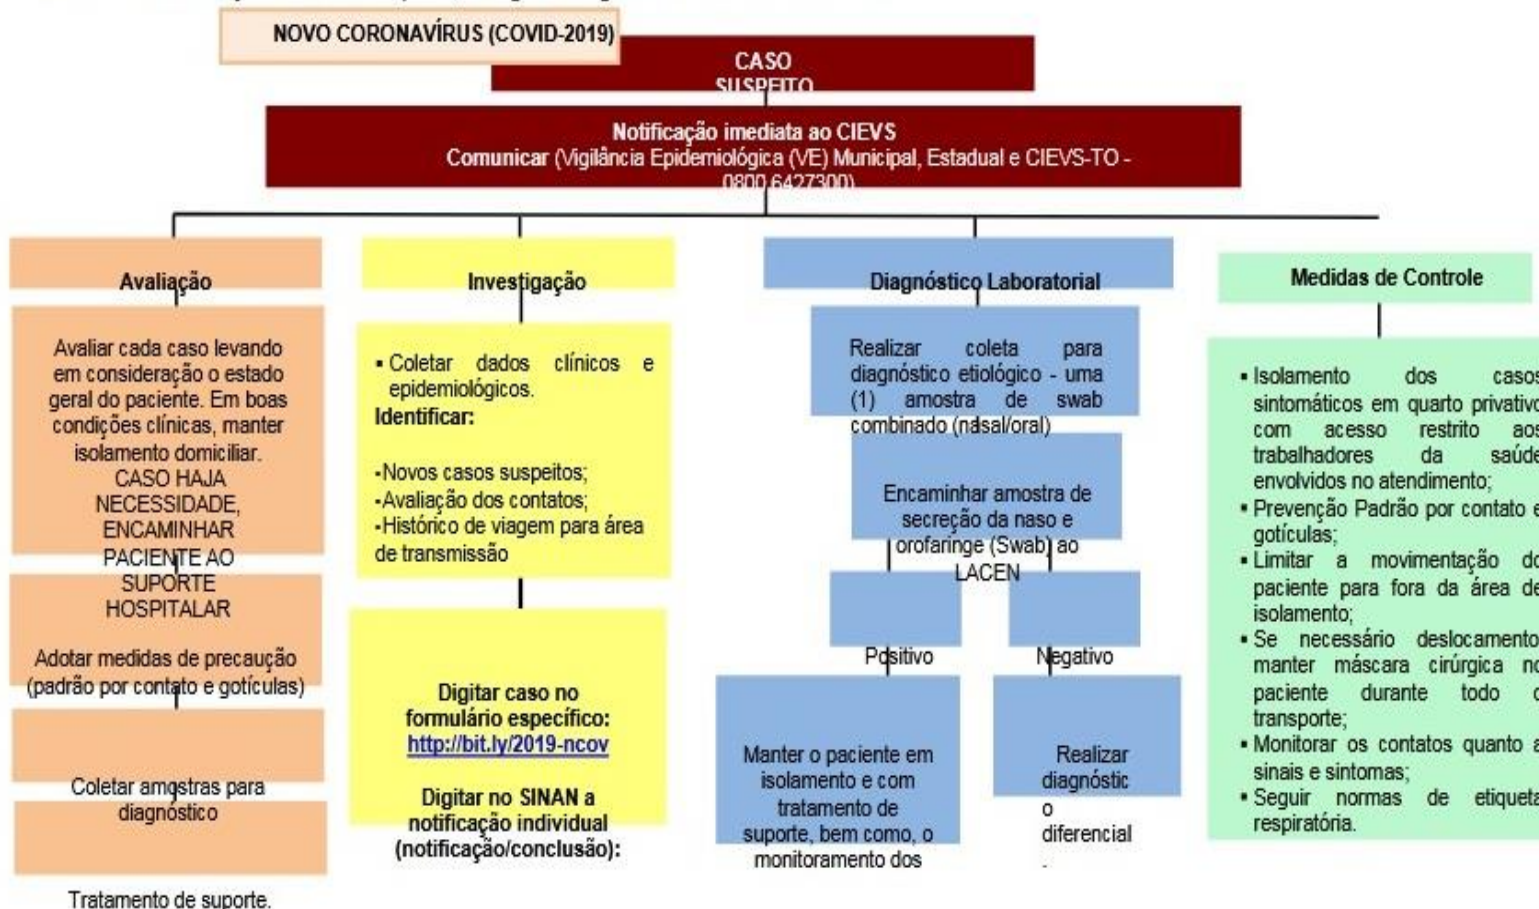 NOVO CORONAVÍRUS (COVID-2019)
CASO
SUSPEITO
Notificação imediata ao CIEVS
Comunicar (Vigilância Epidemiológica (VE) Municipal, Estadual e CIEVS-TO -
0800 6427300)
Avaliação
Avaliar cada caso levando
em consideração o estado
geral do paciente. Em boas
condições clínicas, manter
isolamento domiciliar.
CASO HAJA
NECESSIDADE,
ENCAMINHAR
PACIENTE AO
SUPORTE
HOSPITALAR
Adotar medidas de precaução
(padrão por contato e gotículas)
Coletar amostras para
diagnóstico
Tratamento de suporte.
Investigação
▪ Coletar dados clínicos e
epidemiológicos.
Identificar:
▪Novos casos suspeitos;
▪Avaliação dos contatos;
▪Histórico de viagem para área
de transmissão
Digitar caso no
formulário específico:
http://bit.ly/2019-ncov
Digitar no SINAN a
notificação individual
(notificação/conclusão):
Diagnóstico Laboratorial
Realizar coleta para
diagnóstico etiológico - uma
(1) amostra de swab
combinado (nasal/oral)
Encaminhar amostra de
secreção da naso e
orofaringe (Swab) ao
LACEN
Positivo
Negativo
Manter o paciente em
isolamento e com
tratamento de
suporte, bem como, o
monitoramento dos
Realizar
diagnóstic
o
diferencial
.
Medidas de Controle
▪ Isolamento dos casos
sintomáticos em quarto privativo
com acesso restrito aos
trabalhadores da saúde
envolvidos no atendimento;
▪ Prevenção Padrão por contato e
gotículas;
▪ Limitar a movimentação do
paciente para fora da área de
isolamento;
▪ Se necessário deslocamento
manter máscara cirúrgica no
paciente durante todo o
transporte;
▪ Monitorar os contatos quanto a
sinais e sintomas;
▪ Seguir normas de etiqueta
respiratória.